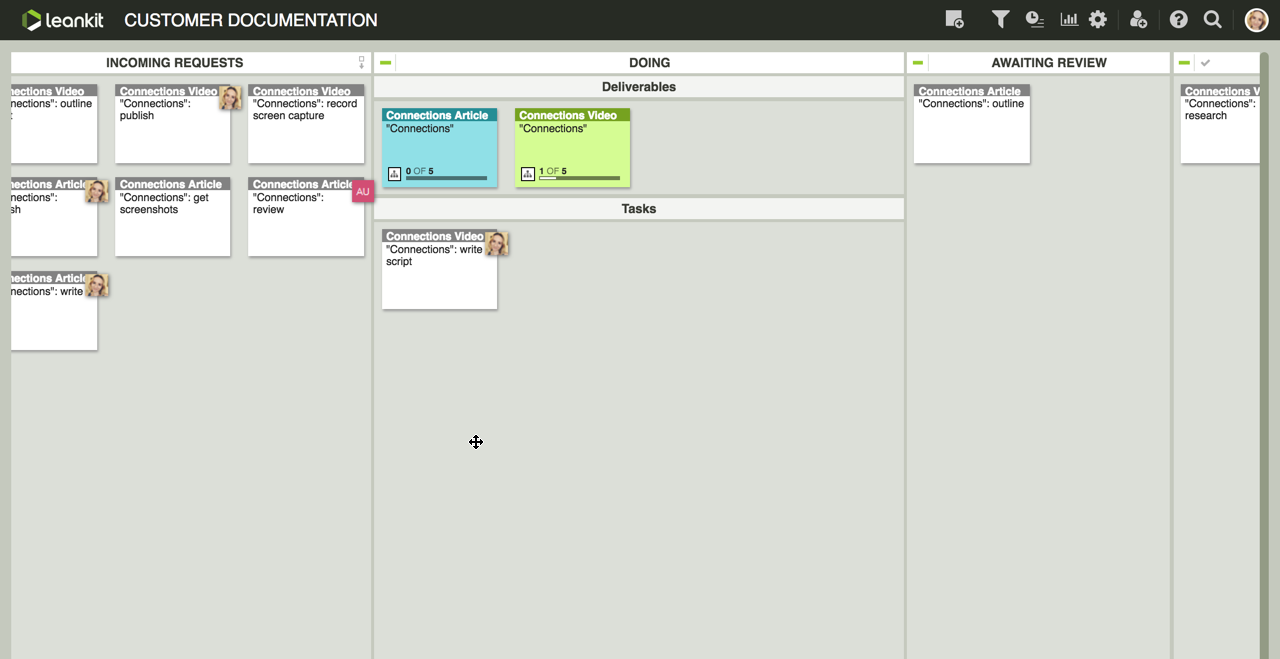 leankit CUSTOMER DOCUMENTATION
INCOMING REQUESTS
nections Video
nections": outline
Connections Video
"Connections":
publish
Connections Video
"Connections": record
screen capture
nections Article
nections":
sh
Connections Article
"Connections": get
screenshots
Connections Article
"Connections":
review
AU
nections Article
nections": write
DOING
Deliverables
Connections Article
"Connections"
0 OF 5
Connections Video
"Connections"
1 OF 5
Tasks
Connections Video
"Connections": write
script
AWAITING REVIEW
Connections Article
"Connections": outline
Connections V
"Connections":
research